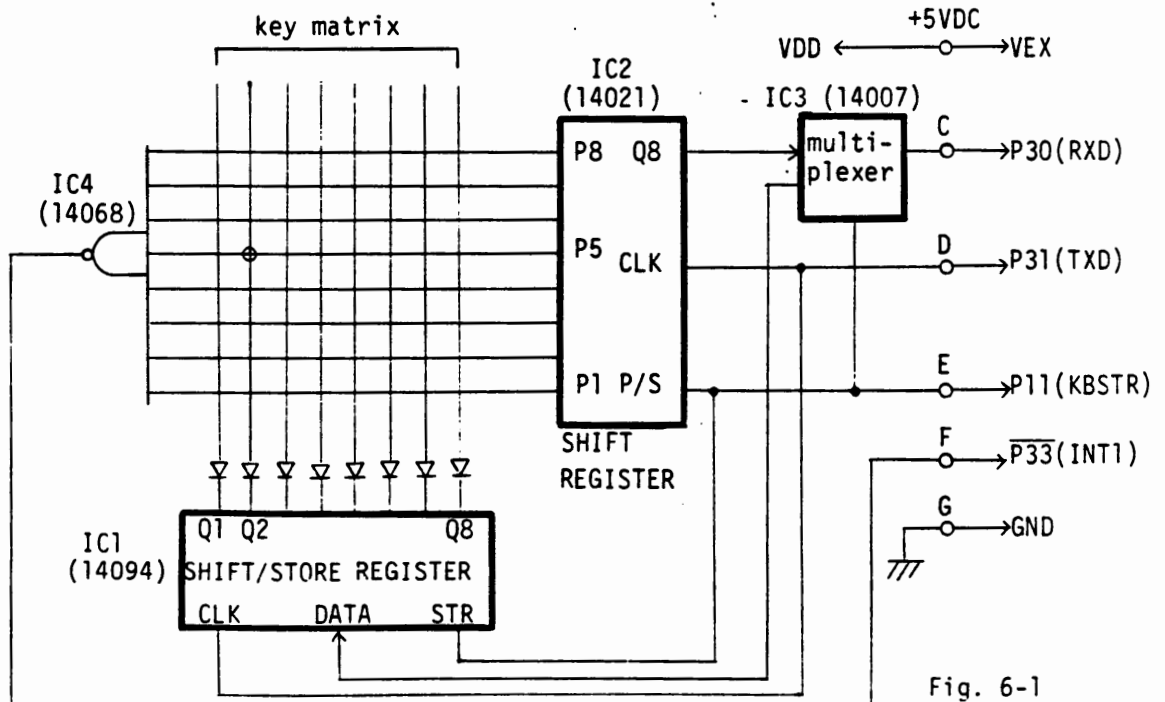 key matrix
+5VDC
VDD
VEX
IC2
(14021)
IC3 (14007)
P8 Q8
multi-
plexer
C
P30(RXD)
IC4
(14068)
P5
CLK
D
P31(TXD)
P1 P/S
E
P11(KBSTR)
SHIFT
REGISTER
F
P33(INT1)
G
GND
Q1 Q2 Q8
IC1
(14094)
SHIFT/STORE REGISTER
CLK DATA STR
Fig. 6-1